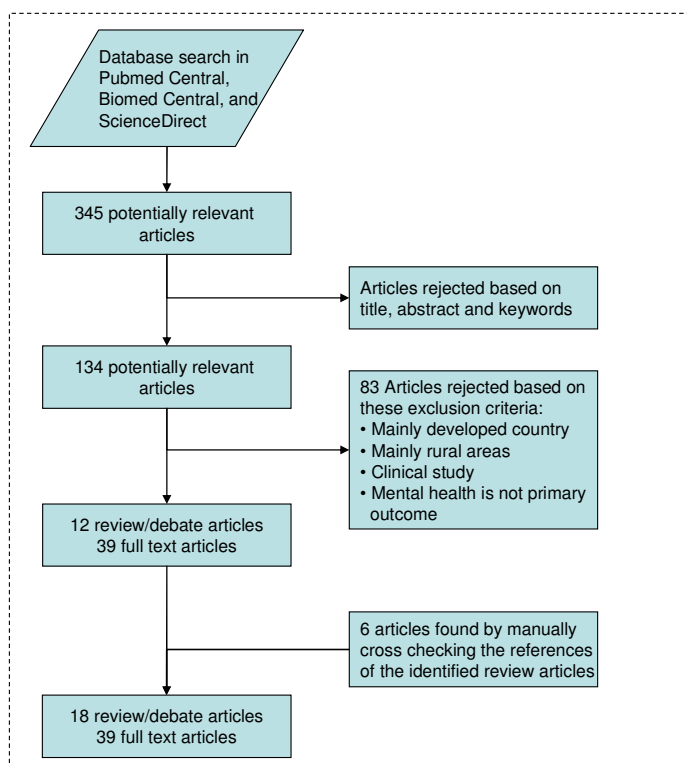 Database search in
Pubmed Central,
Biomed Central, and
ScienceDirect
345 potentially relevant
articles
Articles rejected based on
title, abstract and keywords
134 potentially relevant
articles
83 Articles rejected based on
these exclusion criteria:
• Mainly developed country
• Mainly rural areas
• Clinical study
• Mental health is not primary
outcome
12 review/debate articles
39 full text articles
6 articles found by manually
cross checking the references
of the identified review articles
18 review/debate articles
39 full text articles